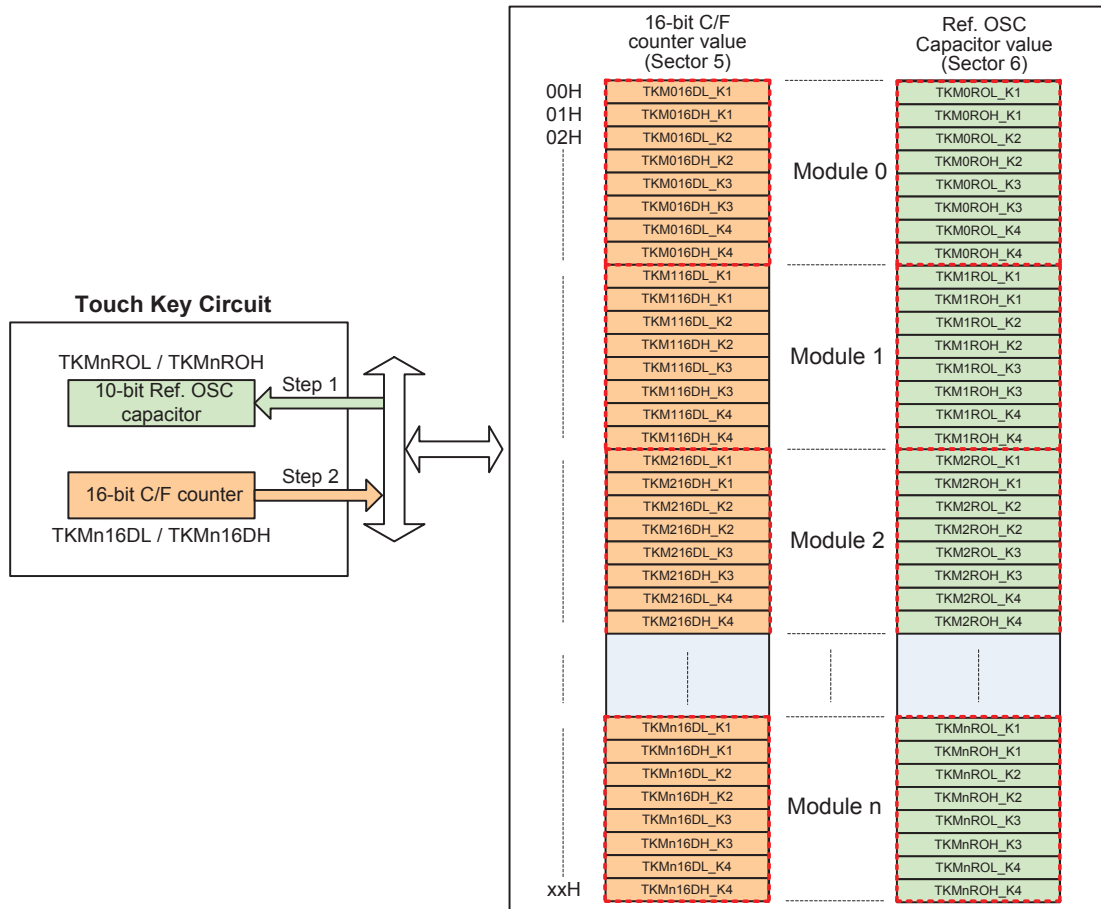 16-bit C/F
counter value
(Sector 5)
Ref. OSC
Capacitor value
(Sector 6)
00H
01H
02H
TKM016DL_K1
TKM016DH_K1
TKM016DL_K2
TKM016DH_K2
TKM016DL_K3
TKM016DH_K3
TKM016DL_K4
TKM016DH_K4
Module 0
TKM0ROL_K1
TKM0ROH_K1
TKM0ROL_K2
TKM0ROH_K2
TKM0ROL_K3
TKM0ROH_K3
TKM0ROL_K4
TKM0ROH_K4
TKM116DL_K1
TKM116DH_K1
TKM116DL_K2
TKM116DH_K2
TKM116DL_K3
TKM116DH_K3
TKM116DL_K4
TKM116DH_K4
Module 1
TKM1ROL_K1
TKM1ROH_K1
TKM1ROL_K2
TKM1ROH_K2
TKM1ROL_K3
TKM1ROH_K3
TKM1ROL_K4
TKM1ROH_K4
Touch Key Circuit
TKMnROL / TKMnROH
10-bit Ref. OSC
capacitor
Step 1
16-bit C/F counter
Step 2
TKMn16DL / TKMn16DH
TKM216DL_K1
TKM216DH_K1
TKM216DL_K2
TKM216DH_K2
TKM216DL_K3
TKM216DH_K3
TKM216DL_K4
TKM216DH_K4
Module 2
TKM2ROL_K1
TKM2ROH_K1
TKM2ROL_K2
TKM2ROH_K2
TKM2ROL_K3
TKM2ROH_K3
TKM2ROL_K4
TKM2ROH_K4
TKMn16DL_K1
TKMn16DH_K1
TKMn16DL_K2
TKMn16DH_K2
TKMn16DL_K3
TKMn16DH_K3
TKMn16DL_K4
TKMn16DH_K4
xxH
Module n
TKMnROL_K1
TKMnROH_K1
TKMnROL_K2
TKMnROH_K2
TKMnROL_K3
TKMnROH_K3
TKMnROL_K4
TKMnROH_K4